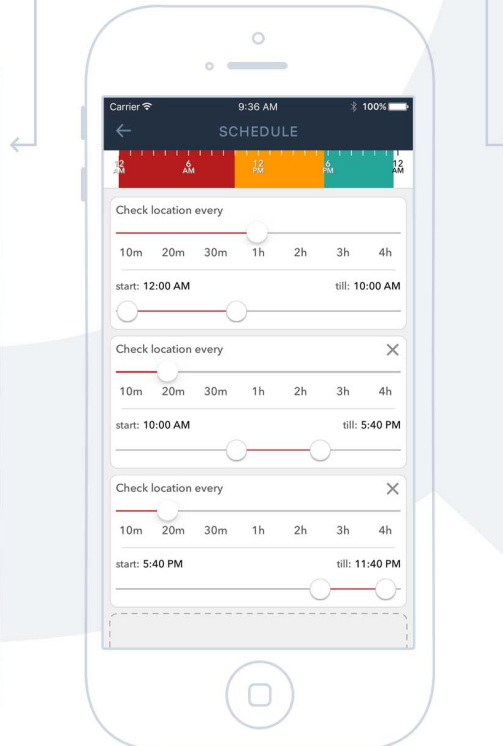 Carrier 9:36 AM 100%
SCHEDULE
12 AM 6 AM 12 PM 6 PM 12 AM
Check location every
10m 20m 30m 1h 2h 3h 4h
start: 12:00 AM till: 10:00 AM
Check location every
10m 20m 30m 1h 2h 3h 4h
start: 10:00 AM till: 5:40 PM
Check location every
10m 20m 30m 1h 2h 3h 4h
start: 5:40 PM till: 11:40 PM